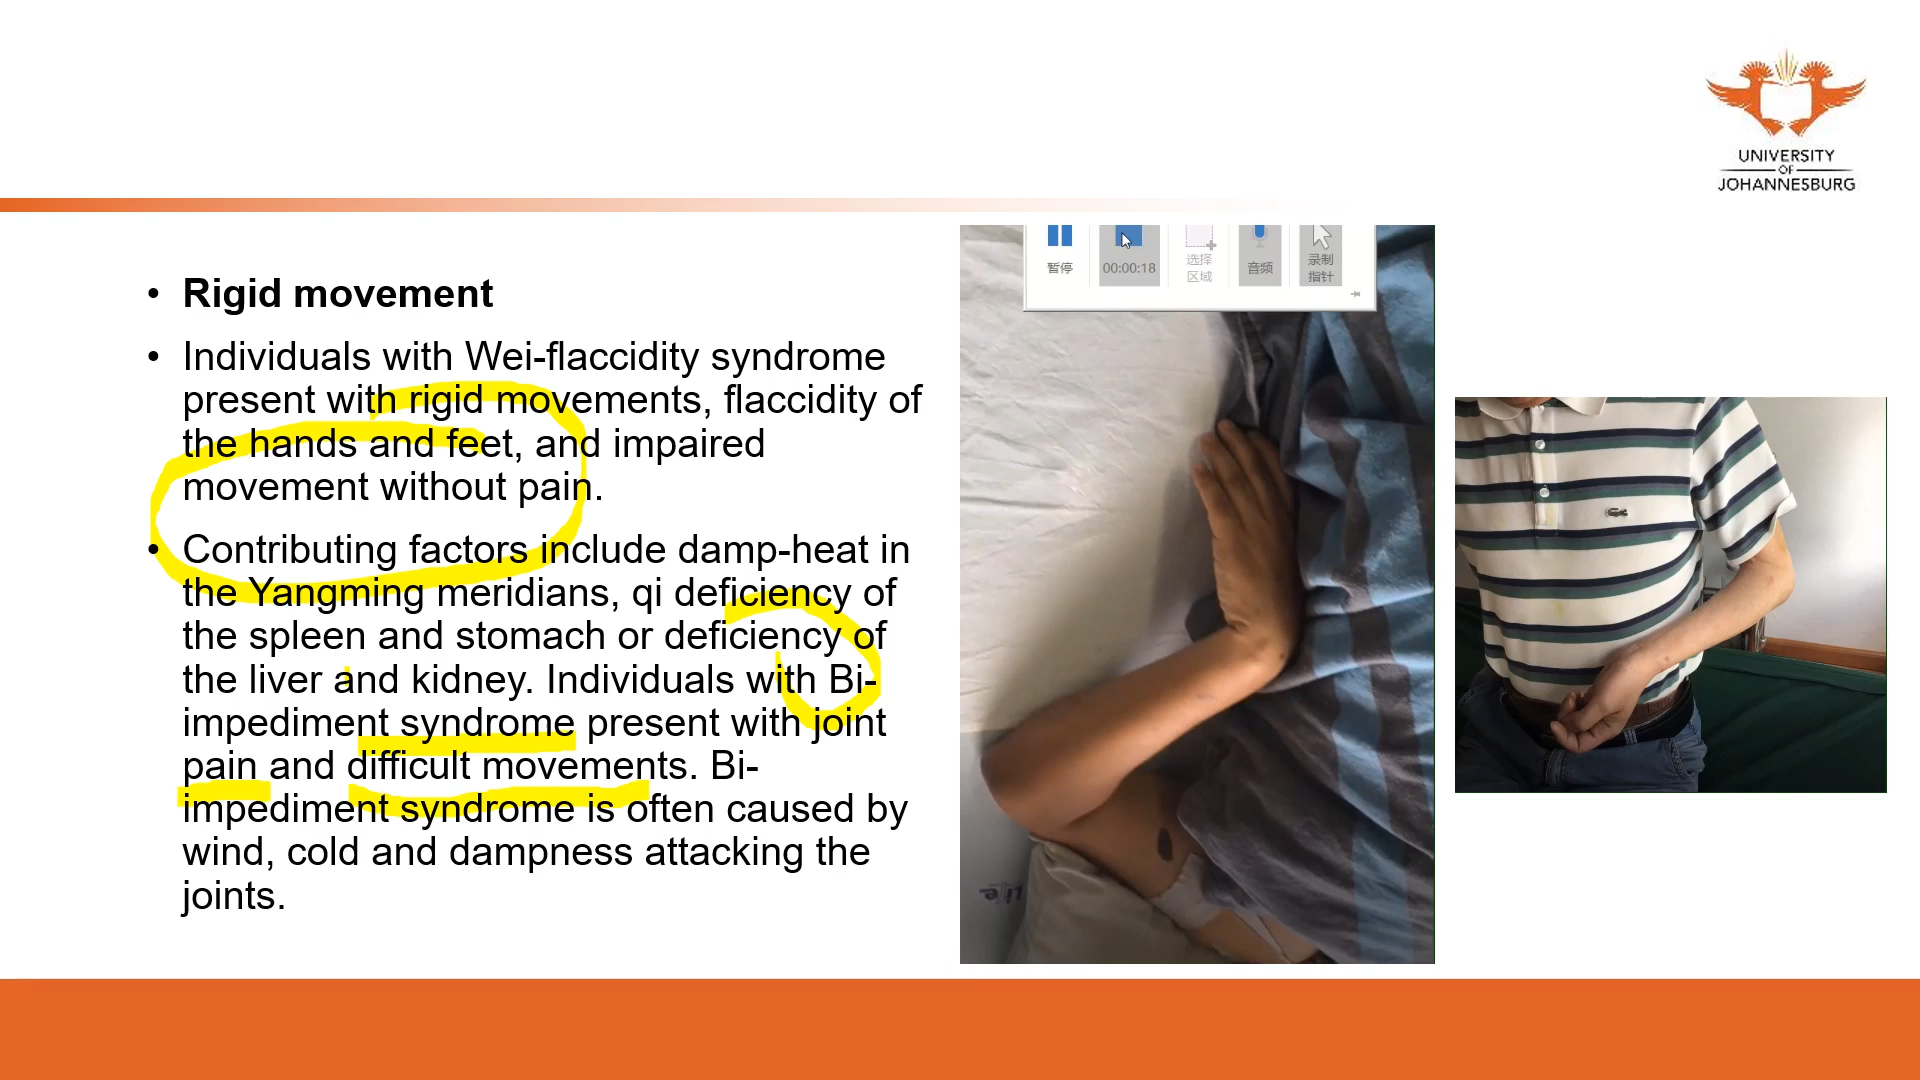 UNIVERSITY
OF
JOHANNESBURG
• Rigid movement
• Individuals with Wei-flaccidity syndrome
present with rigid movements, flaccidity of
the hands and feet, and impaired
movement without pain.
• Contributing factors include damp-heat in
the Yangming meridians, qi deficiency of
the spleen and stomach or deficiency of
the liver and kidney. Individuals with Bi-
impediment syndrome present with joint
pain and difficult movements. Bi-
impediment syndrome is often caused by
wind, cold and dampness attacking the
joints.
暂停
00:00:18
选择
区域
音频
录制
指针